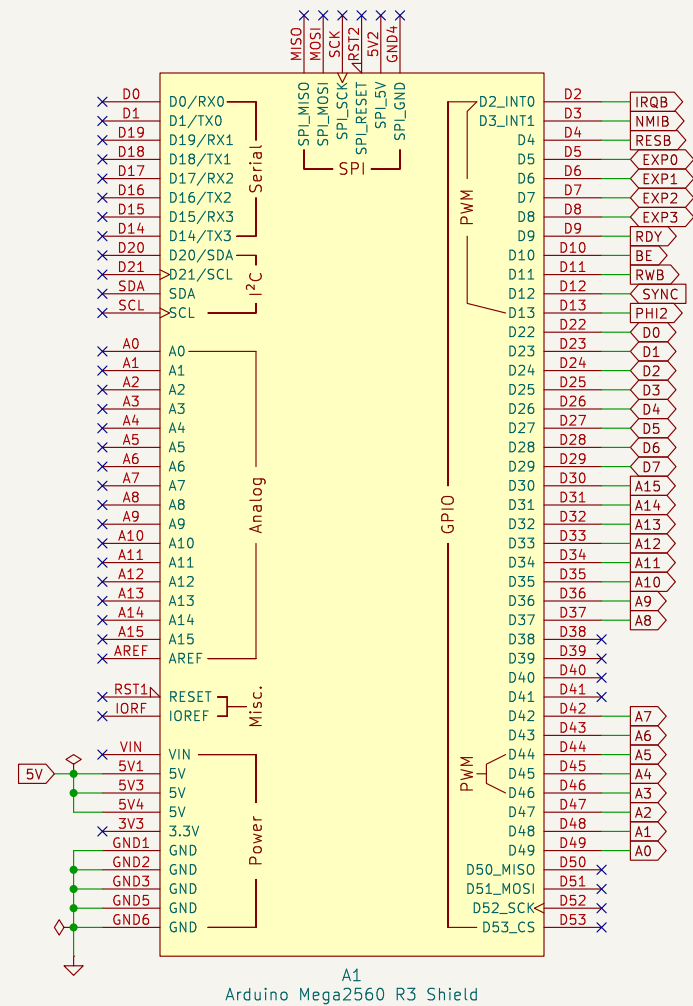 MISO MOSI SCK RST2 5V2 GND4
SPI_MISO SPI_MOSI SPI_SCK SPI_RESET SPI_5V SPI_GND
SPI
D0 D0/RX0
D1 D1/TX0
D19 D19/RX1
D18 D18/TX1
D17 D17/RX2
D16 D16/TX2
D15 D15/RX3
D14 D14/TX3
Serial
D20 D20/SDA
D21 D21/SCL
SDA SDA
SCL SCL
I²C
A0 A0
A1 A1
A2 A2
A3 A3
A4 A4
A5 A5
A6 A6
A7 A7
A8 A8
A9 A9
A10 A10
A11 A11
A12 A12
A13 A13
A14 A14
A15 A15
AREF AREF
Analog
RST1 RESET
IORF IOREF
Misc.
VIN VIN
5V
5V1 5V
5V3 5V
5V4 5V
3V3 3.3V
GND1 GND
GND2 GND
GND3 GND
GND5 GND
GND6 GND
Power
D2_INT0 D2 IRQB
D3_INT1 D3 NMIB
D4 D4 RESB
D5 D5 EXP0
D6 D6 EXP1
D7 D7 EXP2
D8 D8 EXP3
D9 D9 RDY
D10 D10 BE
D11 D11 RWB
D12 D12 SYNC
D13 D13 PHI2
PWM
D22 D22 D0
D23 D23 D1
D24 D24 D2
D25 D25 D3
D26 D26 D4
D27 D27 D5
D28 D28 D6
D29 D29 D7
D30 D30 A15
D31 D31 A14
D32 D32 A13
D33 D33 A12
D34 D34 A11
D35 D35 A10
D36 D36 A9
D37 D37 A8
D38 D38
D39 D39
D40 D40
D41 D41
D42 D42 A7
D43 D43 A6
D44 D44 A5
D45 D45 A4
D46 D46 A3
PWM
D47 D47 A2
D48 D48 A1
D49 D49 A0
D50_MISO D50
D51_MOSI D51
D52_SCK D52
D53_CS D53
GPIO
A1
Arduino Mega2560 R3 Shield